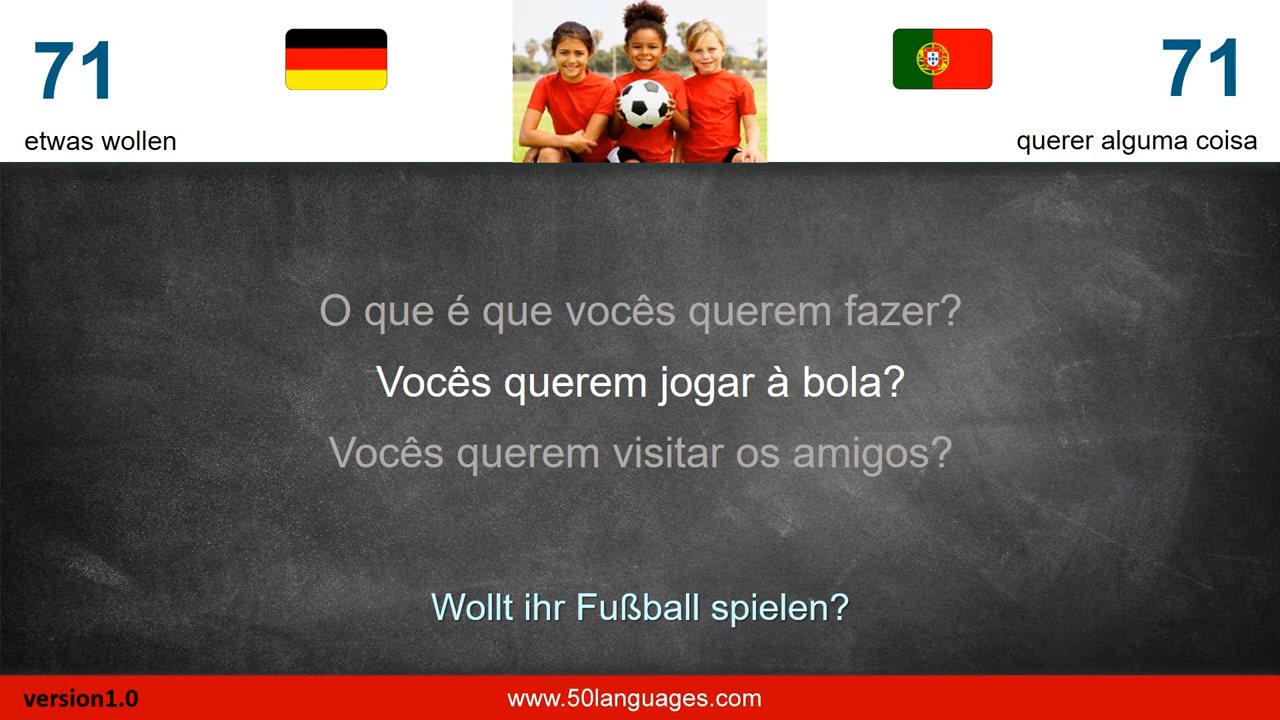 71
71
etwas wollen
querer alguma coisa
O que é que vocês querem fazer?
Vocês querem jogar à bola?
Vocês querem visitar os amigos?
Wollt ihr Fußball spielen?
version1.0
www.50languages.com